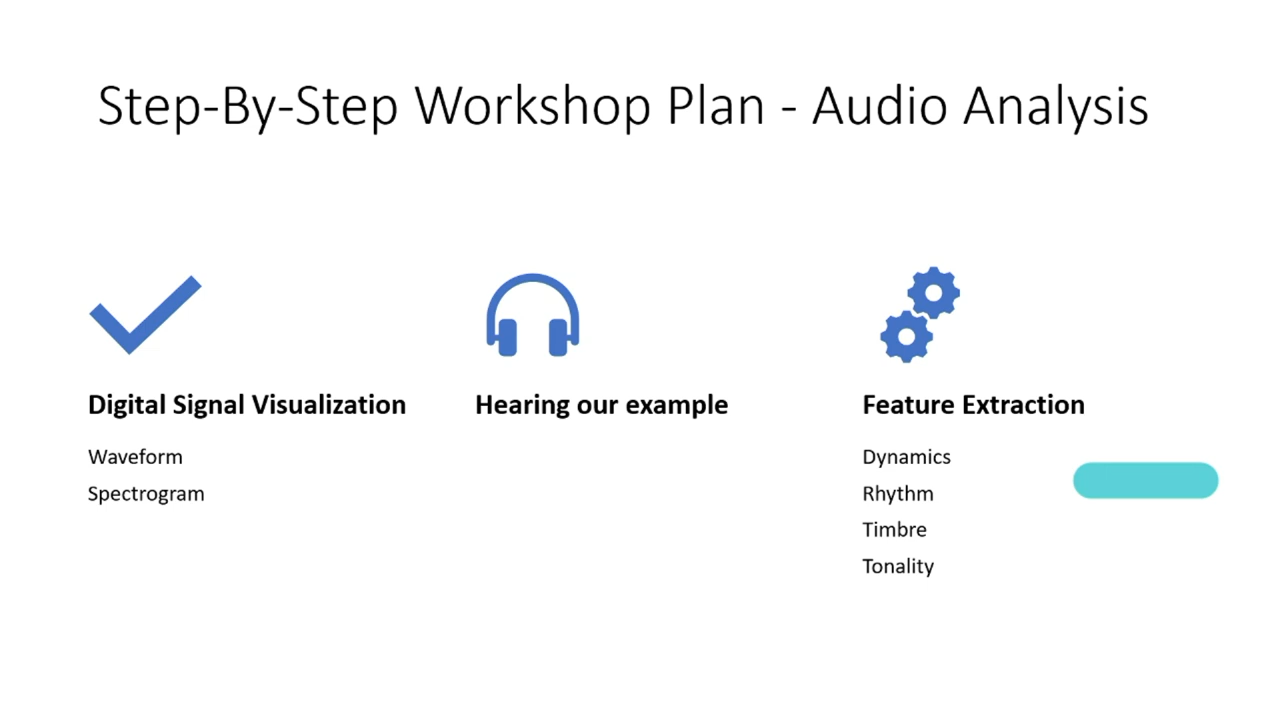 Step-By-Step Workshop Plan - Audio Analysis
Digital Signal Visualization
Waveform
Spectrogram
Hearing our example
Feature Extraction
Dynamics
Rhythm
Timbre
Tonality